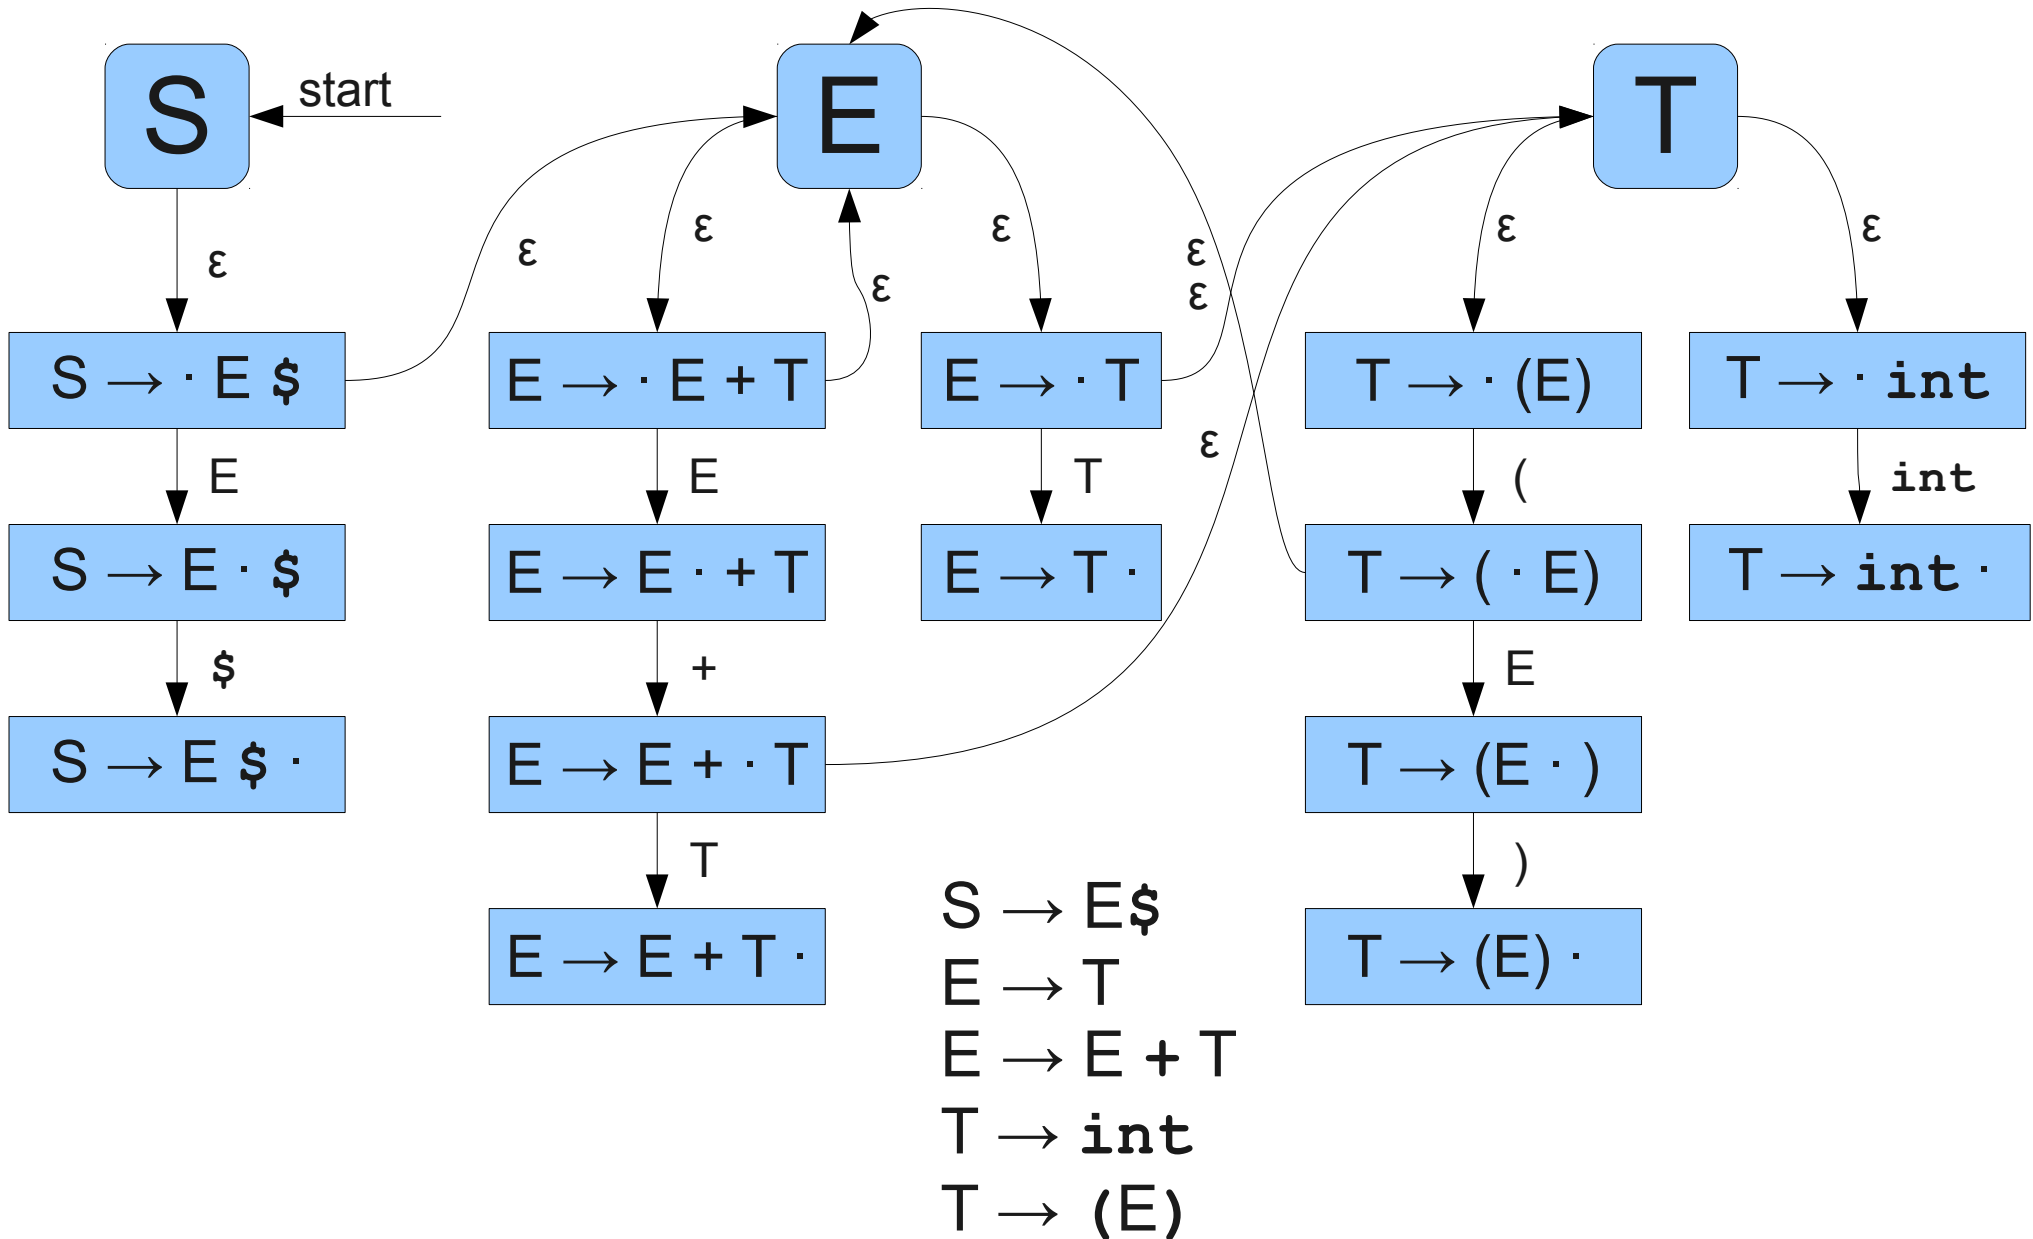 S
start
E
T
ε
ε
ε
ε
ε
ε
ε
ε
ε
ε
S → · E $
E → · E + T
E → · T
T → · (E)
T → · int
E
E
T
(
int
S → E · $
E → E · + T
E → T ·
T → ( · E)
T → int ·
$
+
E
S → E $ ·
E → E + · T
T → (E · )
T
)
E → E + T ·
T → (E) ·
S → E$
E → T
E → E + T
T → int
T → (E)